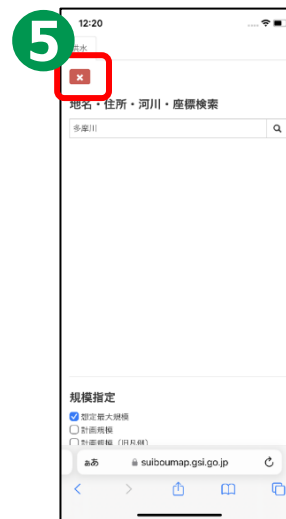 5
12:20
洪水
×
地名・住所・河川・座標検索
多摩川
規模指定
想定最大規模
計画規模
計画規模（旧凡例）
ぁあ suiboumap.gsi.go.jp